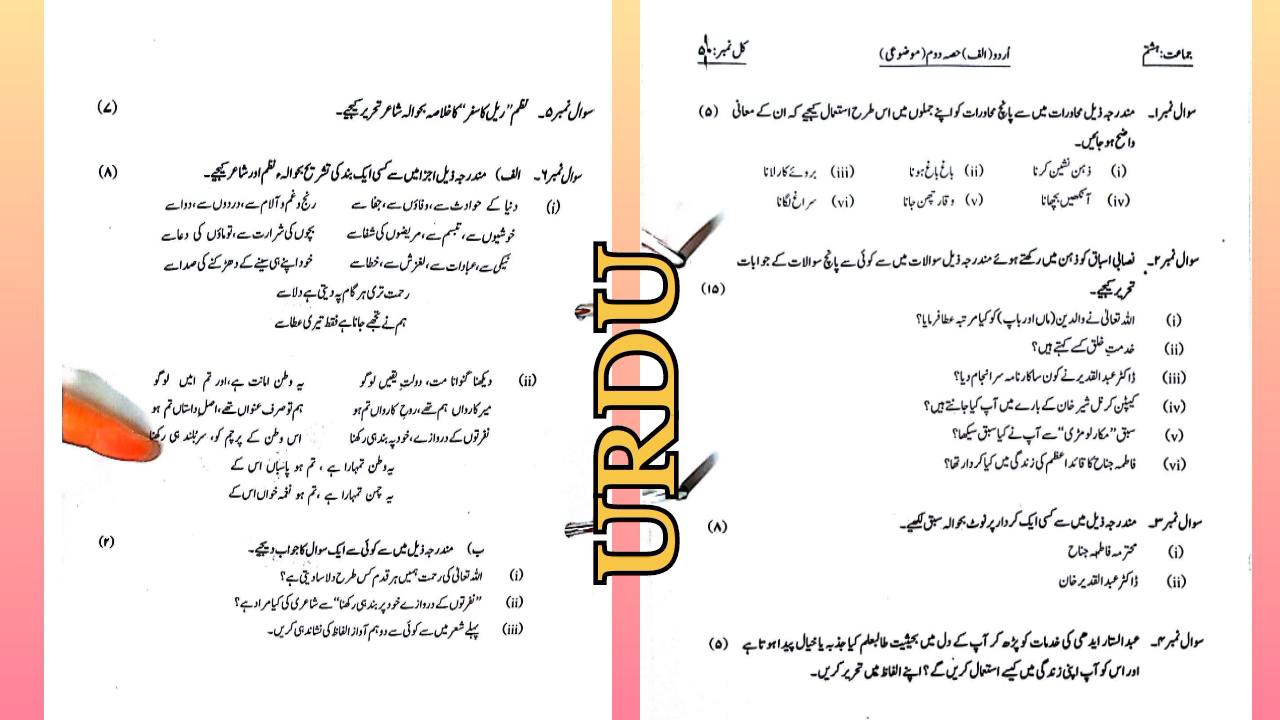 جماعت: ہشتم
اُردو (الف) حصہ دوم (موضوعی)
کل نمبر: ۵۰
سوال نمبر۱۔ مندرجہ ذیل محاورات میں سے پانچ محاورات کو اپنے جملوں میں اس طرح استعمال کیجیے کہ ان کے معانی (۵)
واضح ہو جائیں۔
(i) ذہن نشین کرنا (ii) باغ باغ ہونا (iii) بروئے کار لانا
(iv) آنکھیں بچھانا (v) وقار چھن جانا (vi) سراغ لگانا
سوال نمبر۲۔ نصابی اسباق کو ذہن میں رکھتے ہوئے مندرجہ ذیل سوالات میں سے کوئی سے پانچ سوالات کے جوابات
تحریر کیجیے۔ (۱۵)
(i) اللہ تعالیٰ نے والدین (ماں اور باپ) کو کیا مرتبہ عطا فرمایا؟
(ii) خدمتِ خلق کسے کہتے ہیں؟
(iii) ڈاکٹر عبدالقدیر نے کون سا کارنامہ سرانجام دیا؟
(iv) کیپٹن کرنل شیر خان کے بارے میں آپ کیا جانتے ہیں؟
(v) سبق ”مکار لومڑی“ سے آپ نے کیا سبق سیکھا؟
(vi) فاطمہ جناح کا قائداعظم کی زندگی میں کیا کردار تھا؟
سوال نمبر۳۔ مندرجہ ذیل میں سے کسی ایک کردار پر نوٹ بحوالہ سبق لکھیے۔ (۸)
(i) محترمہ فاطمہ جناح
(ii) ڈاکٹر عبدالقدیر خان
سوال نمبر۴۔ عبدالستار ایدھی کی خدمات کو پڑھ کر آپ کے دل میں بحیثیت طالبعلم کیا جذبہ یا خیال پیدا ہوتا ہے (۵)
اور اس کو آپ اپنی زندگی میں کیسے استعمال کریں گے؟ اپنے الفاظ میں تحریر کریں۔
URDU
سوال نمبر۵۔ نظم ”ریل کا سفر“ کا خلاصہ بحوالہ شاعر تحریر کیجیے۔ (۷)
سوال نمبر۶۔ الف) مندرجہ ذیل اجزا میں سے کسی ایک بند کی تشریح بحوالہ ء نظم اور شاعر کیجیے۔ (۸)
(i) دنیا کے حوادث سے، وفاؤں سے، جفا سے رنج و غم و آلام سے، دردوں سے، دوا سے
خوشیوں سے، تبسم سے، مریضوں کی شفا سے بچوں کی شرارت سے، تو ماؤں کی دعا سے
نیکی سے، عبادات سے، لغزش سے، خطا سے خود اپنے ہی سینے کے دھڑکنے کی صدا سے
رحمت تری ہر گام پہ دیتی ہے دلاسے
ہم نے تجھے جانا ہے فقط تیری عطا سے
(ii) دیکھنا گنوانا مت، دولتِ یقیں لوگو یہ وطن امانت ہے، اور تم امیں لوگو
میرِ کارواں ہم تھے، روحِ کارواں تم ہو ہم تو صرف عنواں تھے، اصل داستاں تم ہو
نفرتوں کے دروازے، خود پہ بند ہی رکھنا اس وطن کے پرچم کو، سربلند ہی رکھنا
یہ وطن تمہارا ہے ، تم ہو پاسباں اس کے
یہ چمن تمہارا ہے ، تم ہو نغمہ خواں اس کے
ب) مندرجہ ذیل میں سے کوئی سے ایک سوال کا جواب دیجیے۔ (۲)
(i) اللہ تعالیٰ کی رحمت ہمیں ہر قدم کس طرح دلاسا دیتی ہے؟
(ii) ”نفرتوں کے دروازے خود پر بند ہی رکھنا“ سے شاعر کی کیا مراد ہے؟
(iii) پہلے شعر میں سے کوئی سے دو ہم آواز الفاظ کی نشاندہی کریں۔